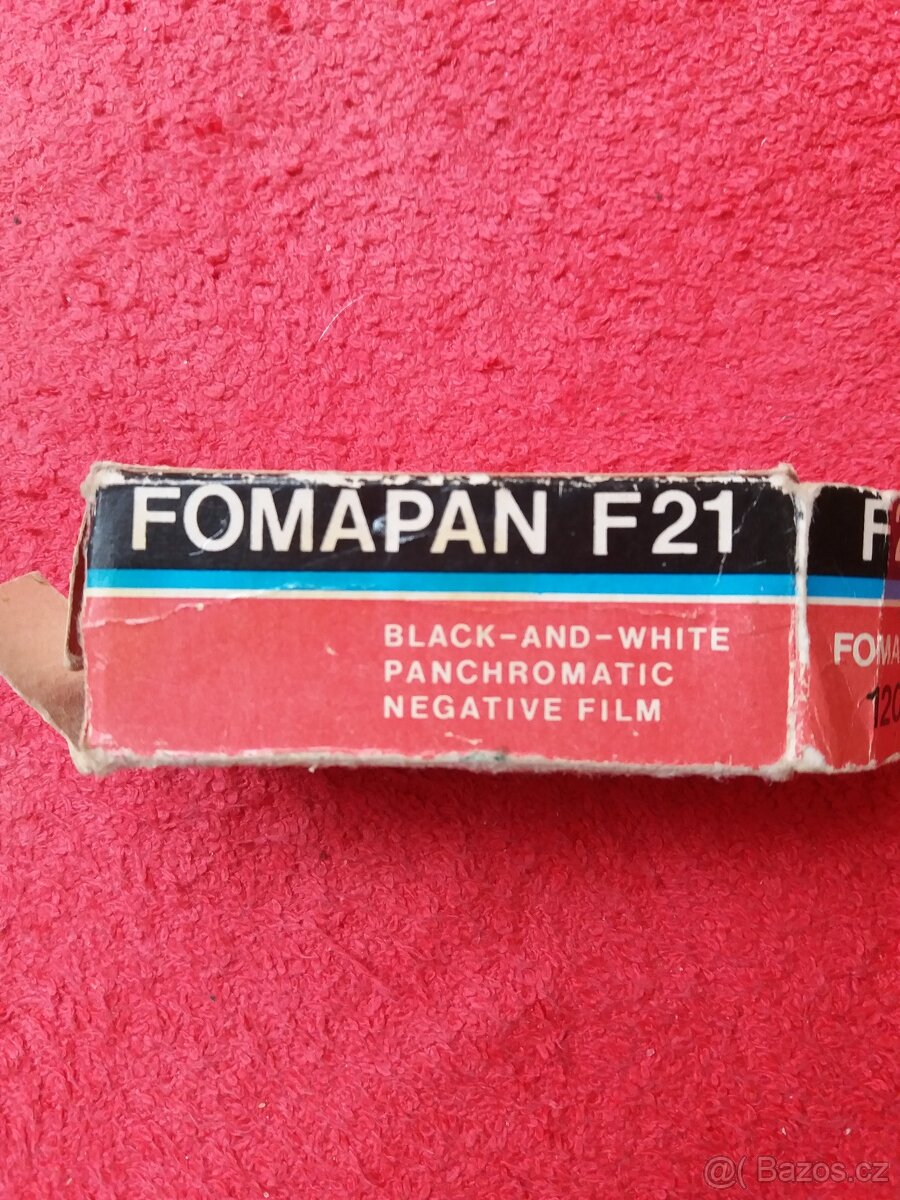 FOMAPAN F21
BLACK-AND-WHITE
PANCHROMATIC
NEGATIVE FILM
@( Bazos.cz